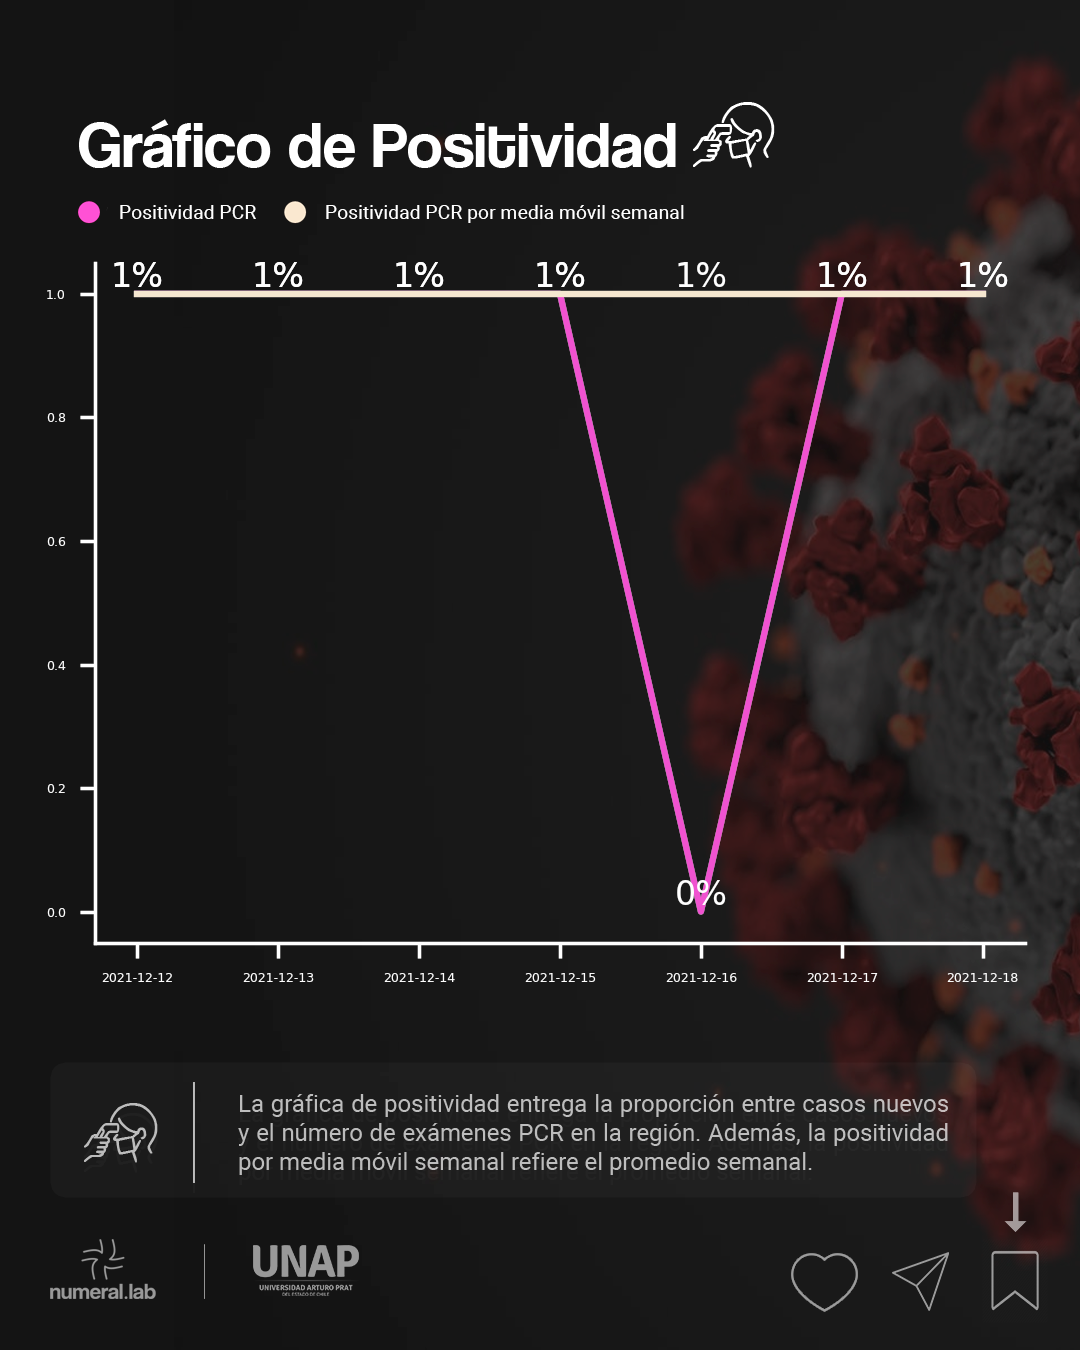 Gráfico de Positividad
Positividad PCR
Positividad PCR por media móvil semanal
1% 1% 1% 1% 1% 1% 1%
1.0
0.8
0.6
0.4
0.2
0%
0.0
2021-12-12 2021-12-13 2021-12-14 2021-12-15 2021-12-16 2021-12-17 2021-12-18
La gráfica de positividad entrega la proporción entre casos nuevos
y el número de exámenes PCR en la región. Además, la positividad
por media móvil semanal refiere el promedio semanal.
numeral.lab
UNAP
UNIVERSIDAD ARTURO PRAT
DEL ESTADO DE CHILE